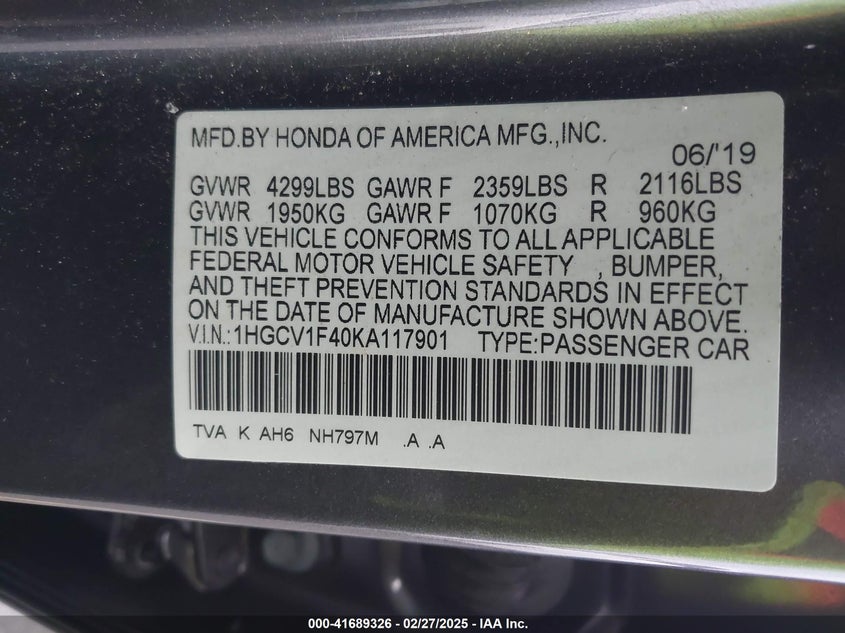 MFD.BY HONDA OF AMERICA MFG.,INC.
06/'19
GVWR 4299LBS GAWR F 2359LBS R 2116LBS
GVWR 1950KG GAWR F 1070KG R 960KG
THIS VEHICLE CONFORMS TO ALL APPLICABLE
FEDERAL MOTOR VEHICLE SAFETY , BUMPER,
AND THEFT PREVENTION STANDARDS IN EFFECT
ON THE DATE OF MANUFACTURE SHOWN ABOVE.
V.I.N.:1HGCV1F40KA117901 TYPE:PASSENGER CAR
TVA K AH6 NH797M .A .A
000-41689326 - 02/27/2025 - IAA Inc.